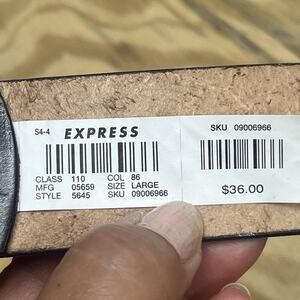 S4-4 EXPRESS
CLASS 110 COL 86
MFG 05659 SIZE LARGE
STYLE 5645 SKU 09006966
SKU 09006966
$36.00